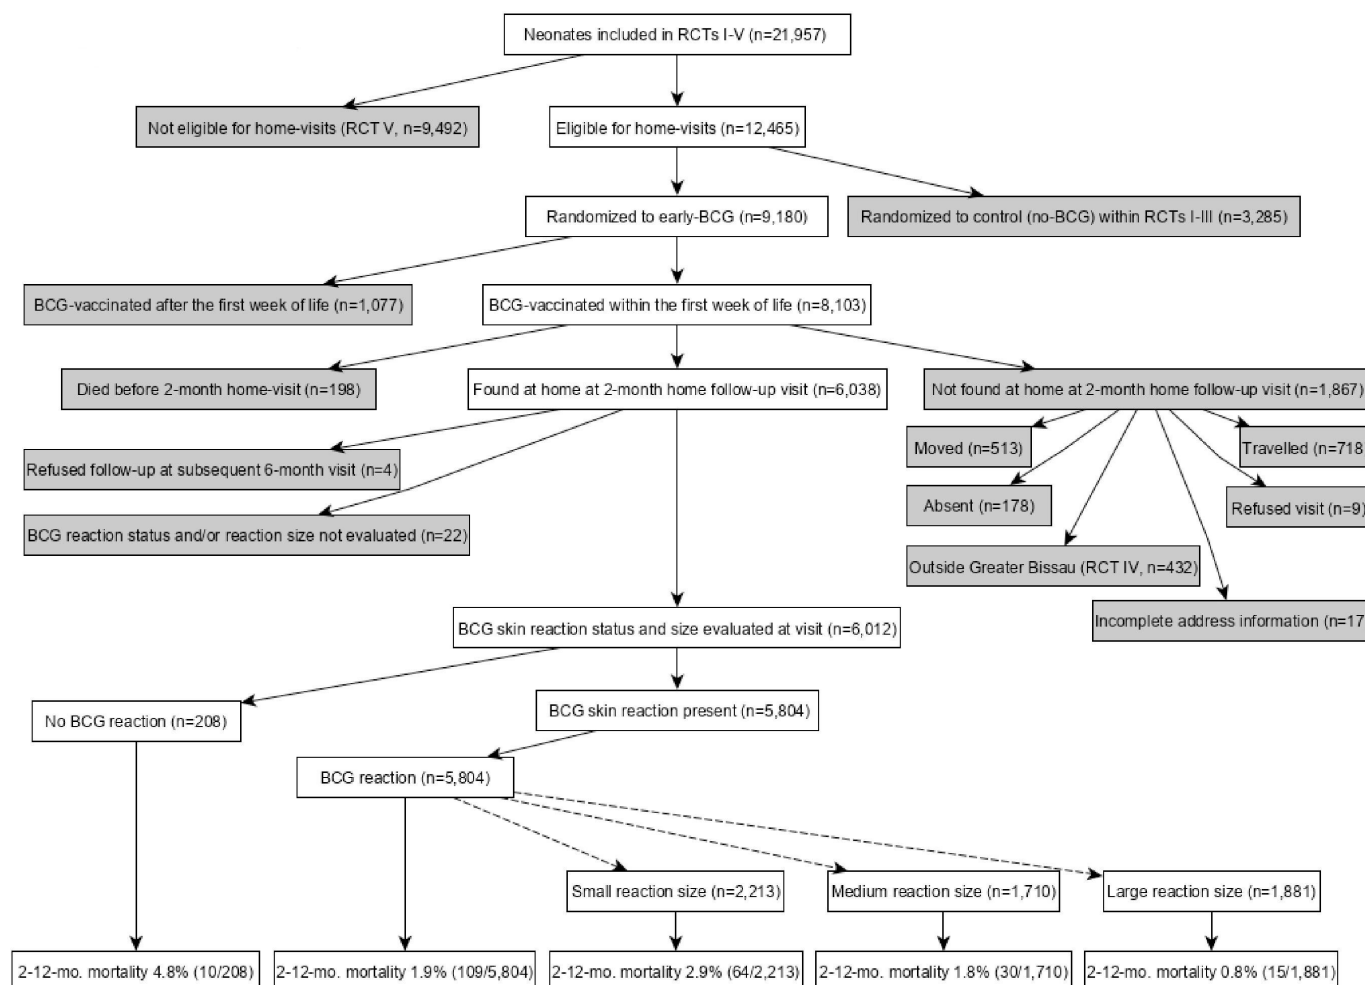 Neonates included in RCTs I-V (n=21,957)
Not eligible for home-visits (RCT V, n=9,492)
Eligible for home-visits (n=12,465)
Randomized to early-BCG (n=9,180)
Randomized to control (no-BCG) within RCTs I-III (n=3,285)
BCG-vaccinated after the first week of life (n=1,077)
BCG-vaccinated within the first week of life (n=8,103)
Died before 2-month home-visit (n=198)
Found at home at 2-month home follow-up visit (n=6,038)
Not found at home at 2-month home follow-up visit (n=1,867)
Moved (n=513)
Travelled (n=718
Refused follow-up at subsequent 6-month visit (n=4)
Absent (n=178)
Refused visit (n=9)
BCG reaction status and/or reaction size not evaluated (n=22)
Outside Greater Bissau (RCT IV, n=432)
Incomplete address information (n=17
BCG skin reaction status and size evaluated at visit (n=6,012)
No BCG reaction (n=208)
BCG skin reaction present (n=5,804)
BCG reaction (n=5,804)
Small reaction size (n=2,213)
Medium reaction size (n=1,710)
Large reaction size (n=1,881)
2-12-mo. mortality 4.8% (10/208)
2-12-mo. mortality 1.9% (109/5,804)
2-12-mo. mortality 2.9% (64/2,213)
2-12-mo. mortality 1.8% (30/1,710)
2-12-mo. mortality 0.8% (15/1,881)